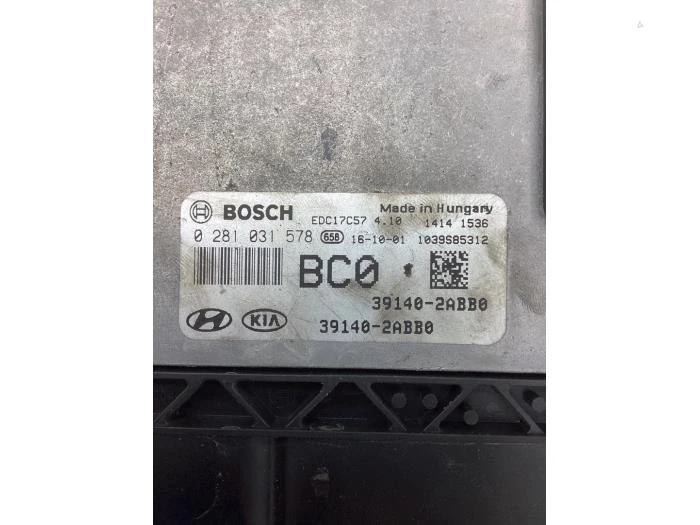 BOSCH EDC17C57 4.10 Made in Hungary 1414 1536
0 281 031 578 65B 16-10-01 1039S85312
BC0
39140-2ABB0
KIA 39140-2ABB0